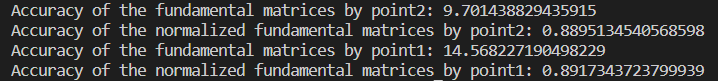 Accuracy of the fundamental matrices by point2: 9.701438829435915
Accuracy of the normalized fundamental matrices by point2: 0.8895134540568598
Accuracy of the fundamental matrices by point1: 14.568227190498229
Accuracy of the normalized fundamental matrices by point1: 0.8917343723799939